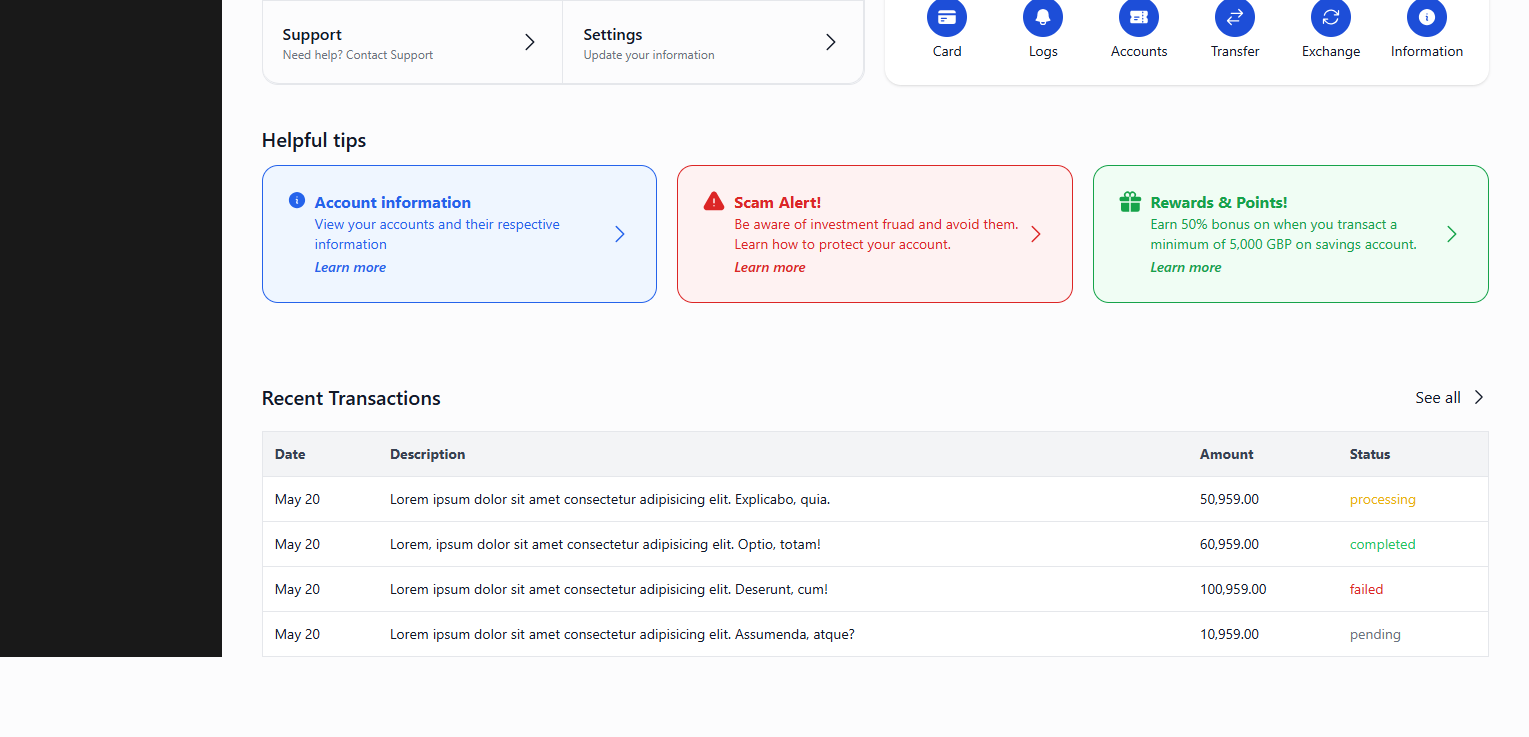 Support
Need help? Contact Support
Settings
Update your information
Card
Logs
Accounts
Transfer
Exchange
Information
Helpful tips
Account information
View your accounts and their respective
information
Learn more
Scam Alert!
Be aware of investment fruad and avoid them.
Learn how to protect your account.
Learn more
Rewards & Points!
Earn 50% bonus on when you transact a
minimum of 5,000 GBP on savings account.
Learn more
Recent Transactions
See all
Date Description Amount Status
May 20 Lorem ipsum dolor sit amet consectetur adipisicing elit. Explicabo, quia. 50,959.00 processing
May 20 Lorem, ipsum dolor sit amet consectetur adipisicing elit. Optio, totam! 60,959.00 completed
May 20 Lorem ipsum dolor sit amet consectetur adipisicing elit. Deserunt, cum! 100,959.00 failed
May 20 Lorem ipsum dolor sit amet consectetur adipisicing elit. Assumenda, atque? 10,959.00 pending